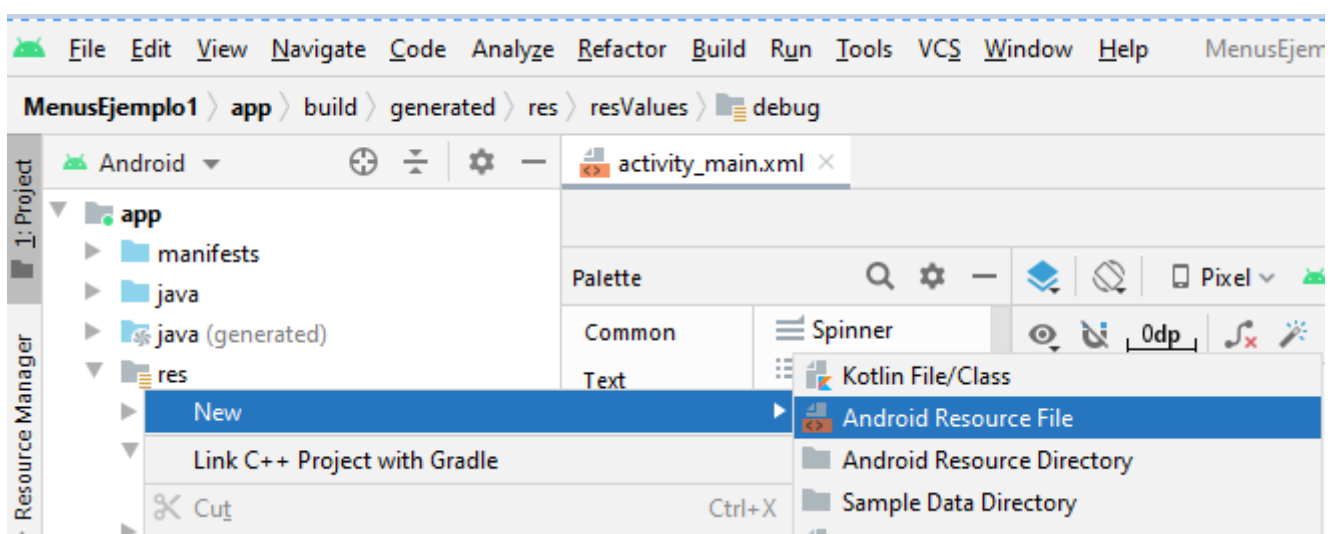 File Edit View Navigate Code Analyze Refactor Build Run Tools VCS Window Help MenusEjem
MenusEjemplo1 〉 app 〉 build 〉 generated 〉 res 〉 resValues 〉 debug
1: Project
Android
activity_main.xml
app
manifests
java
java (generated)
res
Resource Manager
Palette
Pixel
Common
Spinner
0dp
Text
New
Link C++ Project with Gradle
Cut Ctrl+X
Kotlin File/Class
Android Resource File
Android Resource Directory
Sample Data Directory